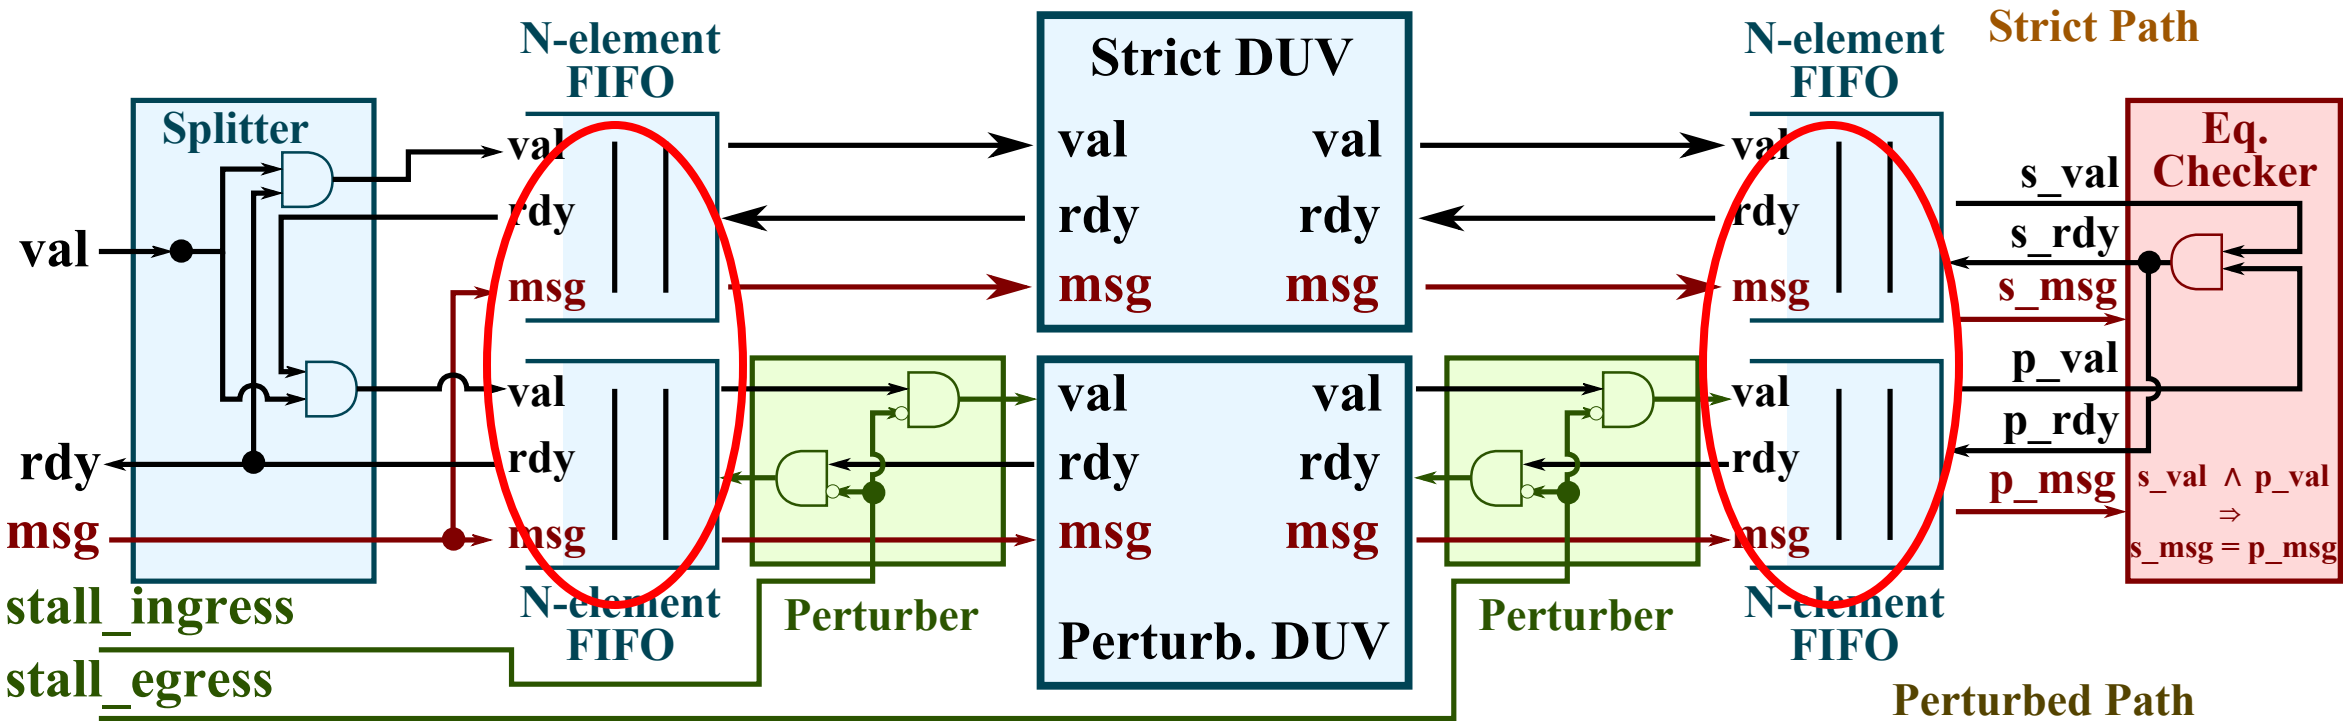 N-element
FIFO
Strict DUV
N-element
FIFO
Strict Path
Splitter
val
rdy
msg
val
rdy
msg
val
rdy
msg
val
rdy
msg
s_val
s_rdy
s_msg
Eq.
Checker
val
rdy
msg
val
rdy
msg
val
rdy
msg
val
rdy
msg
val
rdy
msg
p_val
p_rdy
p_msg
s_val ∧ p_val
⇒
s_msg = p_msg
stall_ingress
stall_egress
N-element
FIFO
Perturber
Perturb. DUV
Perturber
N-element
FIFO
Perturbed Path